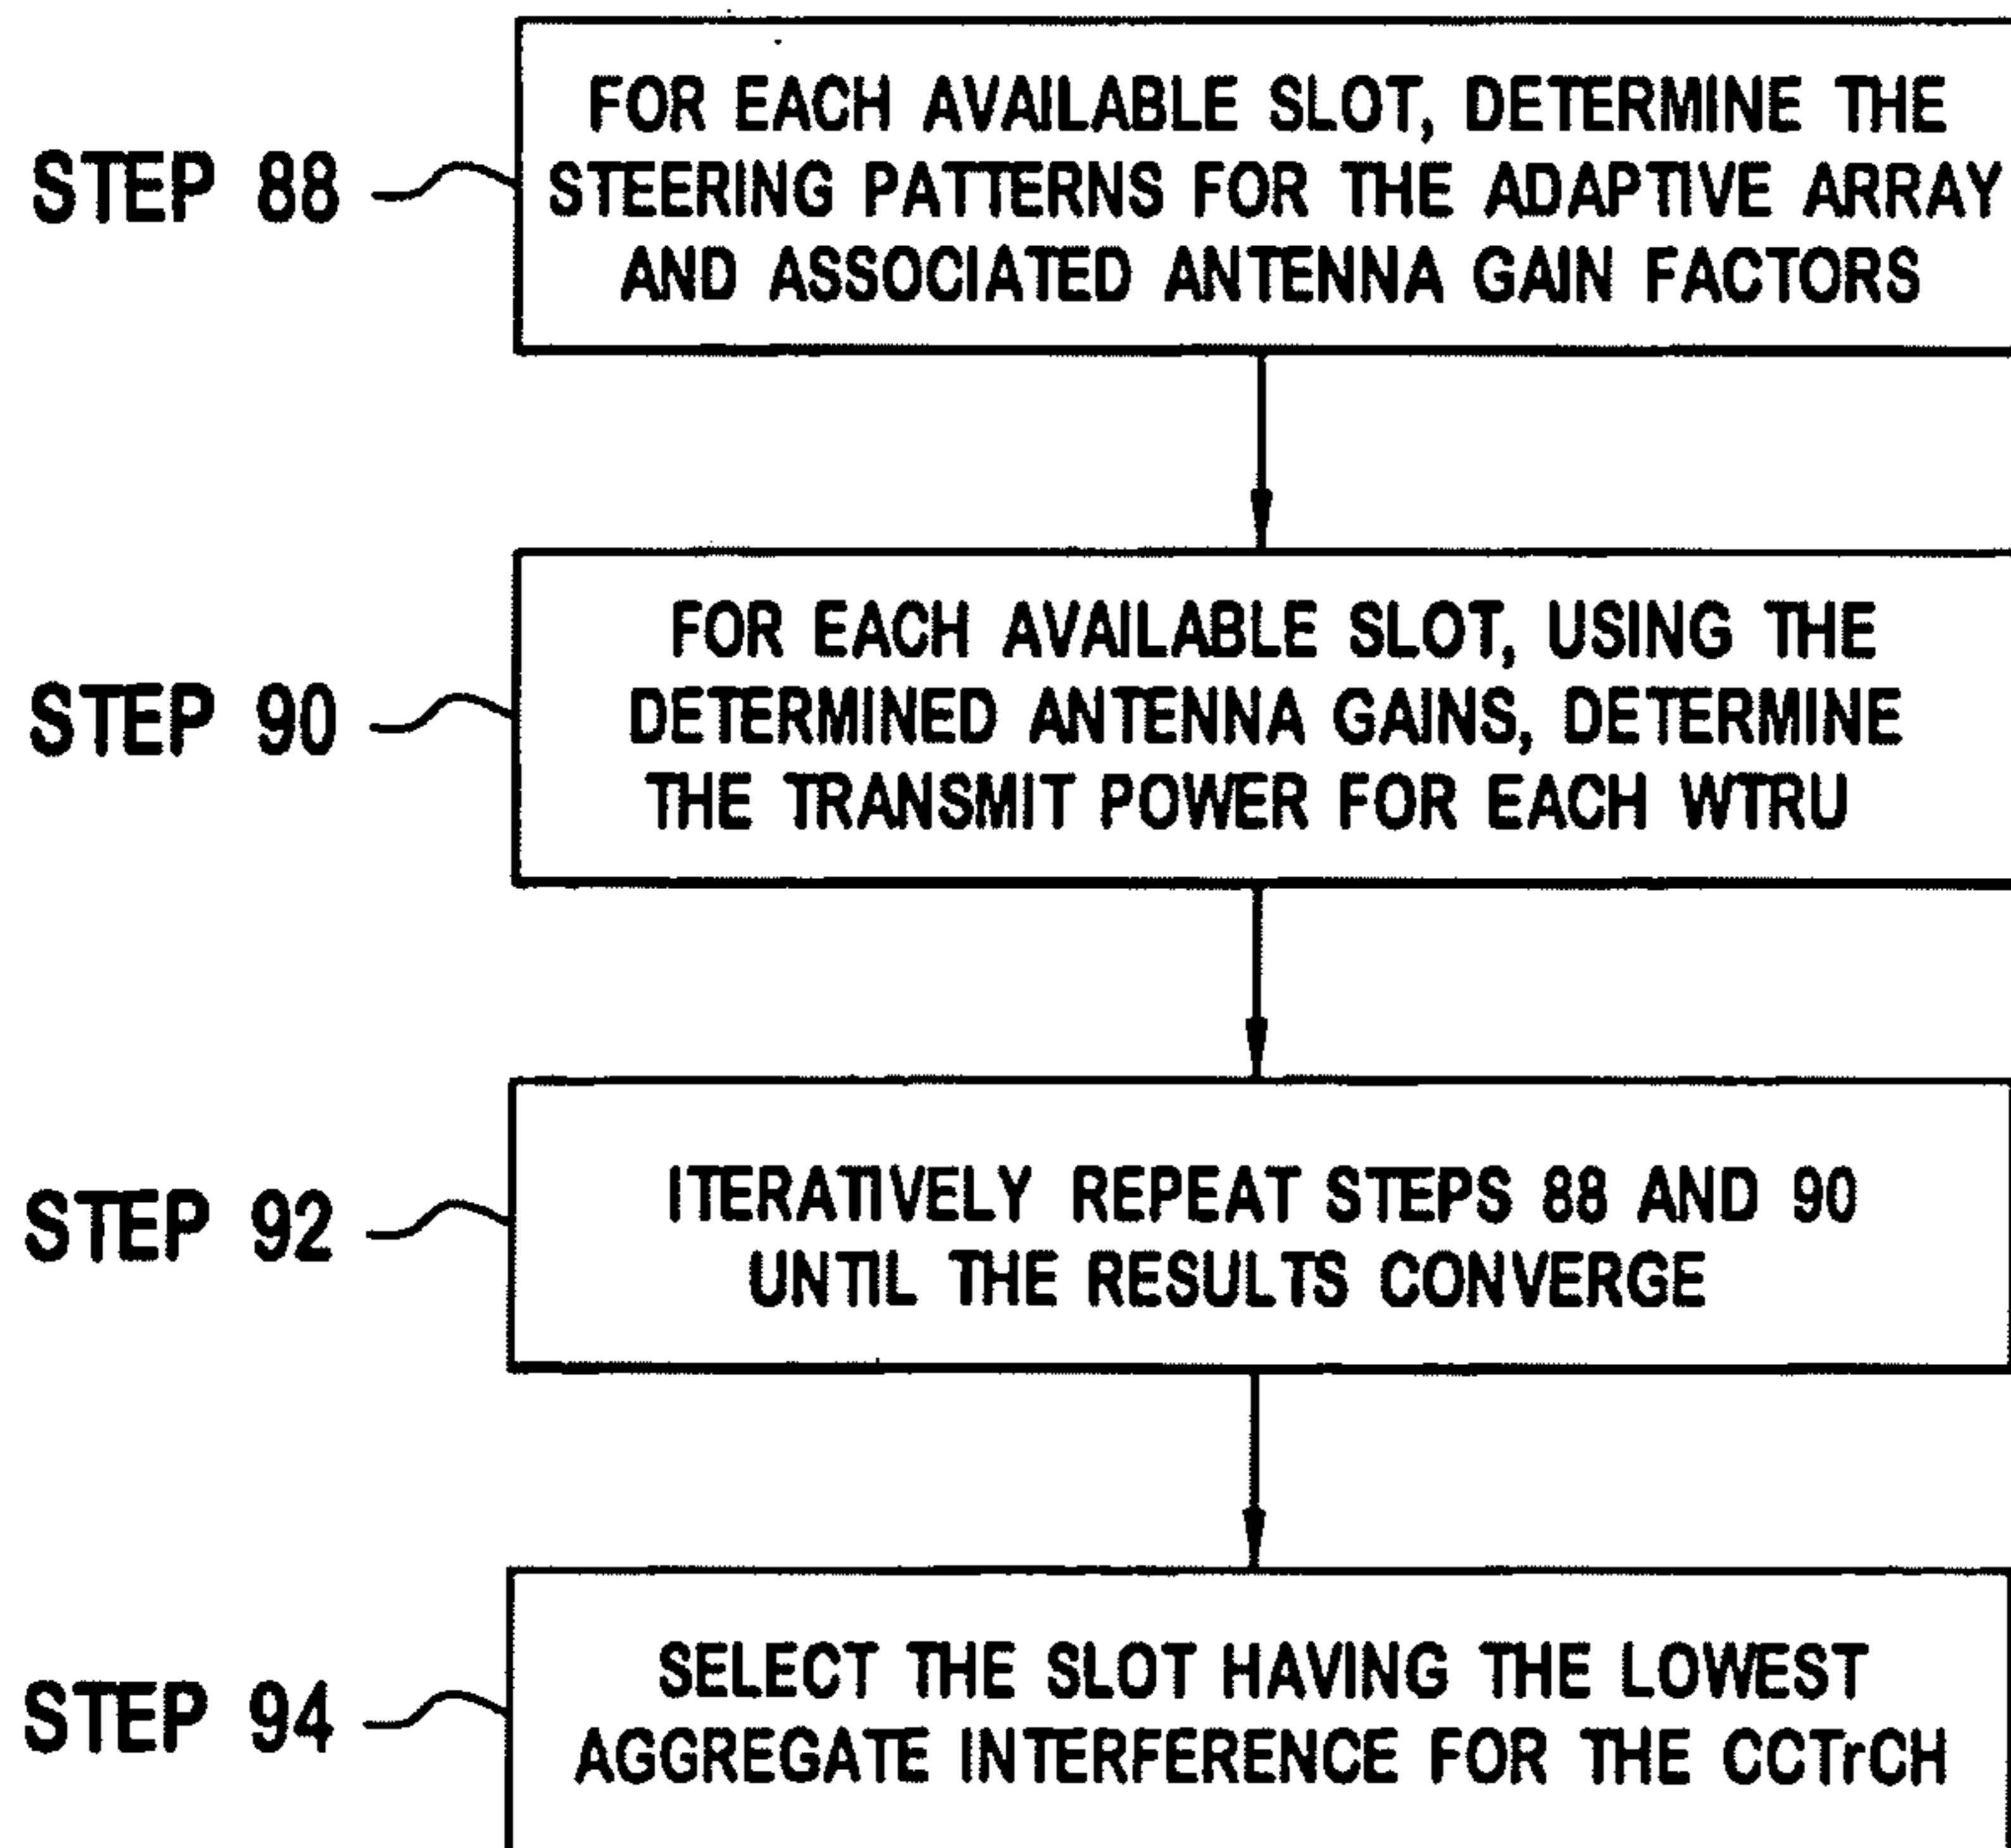 STEP 88
FOR EACH AVAILABLE SLOT, DETERMINE THE
STEERING PATTERNS FOR THE ADAPTIVE ARRAY
AND ASSOCIATED ANTENNA GAIN FACTORS
STEP 90
FOR EACH AVAILABLE SLOT, USING THE
DETERMINED ANTENNA GAINS, DETERMINE
THE TRANSMIT POWER FOR EACH WTRU
STEP 92
ITERATIVELY REPEAT STEPS 88 AND 90
UNTIL THE RESULTS CONVERGE
STEP 94
SELECT THE SLOT HAVING THE LOWEST
AGGREGATE INTERFERENCE FOR THE CCTrCH